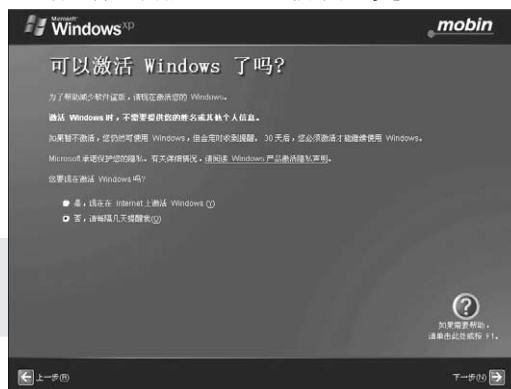 Microsoft
Windows xp
mobin
可以激活 Windows 了吗?
为了帮助减少软件盗版，请现在激活您的 Windows。
激活 Windows 时，不需要提供您的姓名或其他个人信息。
如果暂不激活，您仍然可使用 Windows，但会定时收到提醒。30 天后，您必须激活才能继续使用 Windows。
Microsoft 承诺保护您的隐私。有关详细情况，请阅读 Windows 产品激活隐私声明。
您要现在激活 Windows 吗?
是，现在在 Internet 上激活 Windows (Y)
否，请每隔几天提醒我(O)
如果需要帮助，
请单击此处或按 F1。
上一步(B)
下一步(N)